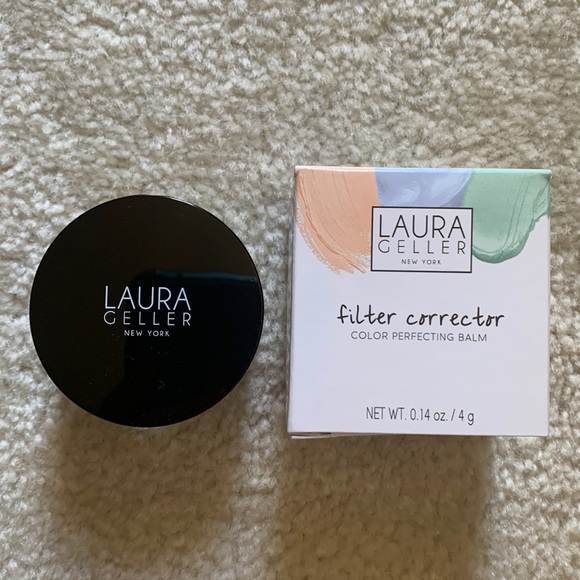 LAURA
GELLER
NEW YORK
LAURA
GELLER
NEW YORK
filter corrector
COLOR PERFECTING BALM
NET WT. 0.14 oz. / 4 g